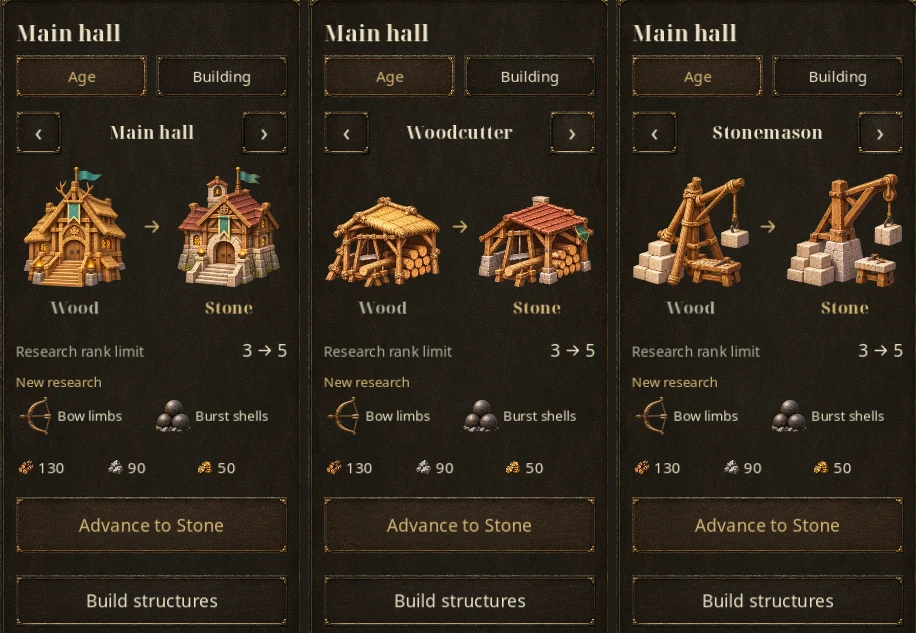 Main hall
Age Building
‹ Main hall ›
→
Wood Stone
Research rank limit 3 → 5
New research
Bow limbs Burst shells
130 90 50
Advance to Stone
Build structures
Main hall
Age Building
‹ Woodcutter ›
→
Wood Stone
Research rank limit 3 → 5
New research
Bow limbs Burst shells
130 90 50
Advance to Stone
Build structures
Main hall
Age Building
‹ Stonemason ›
→
Wood Stone
Research rank limit 3 → 5
New research
Bow limbs Burst shells
130 90 50
Advance to Stone
Build structures